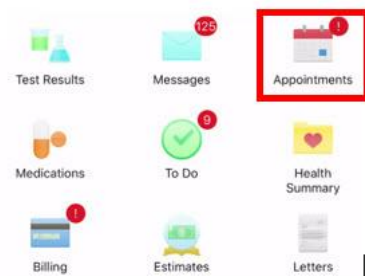 125
!
Test Results
Messages
Appointments
9
Medications
To Do
Health
Summary
!
Billing
Estimates
Letters